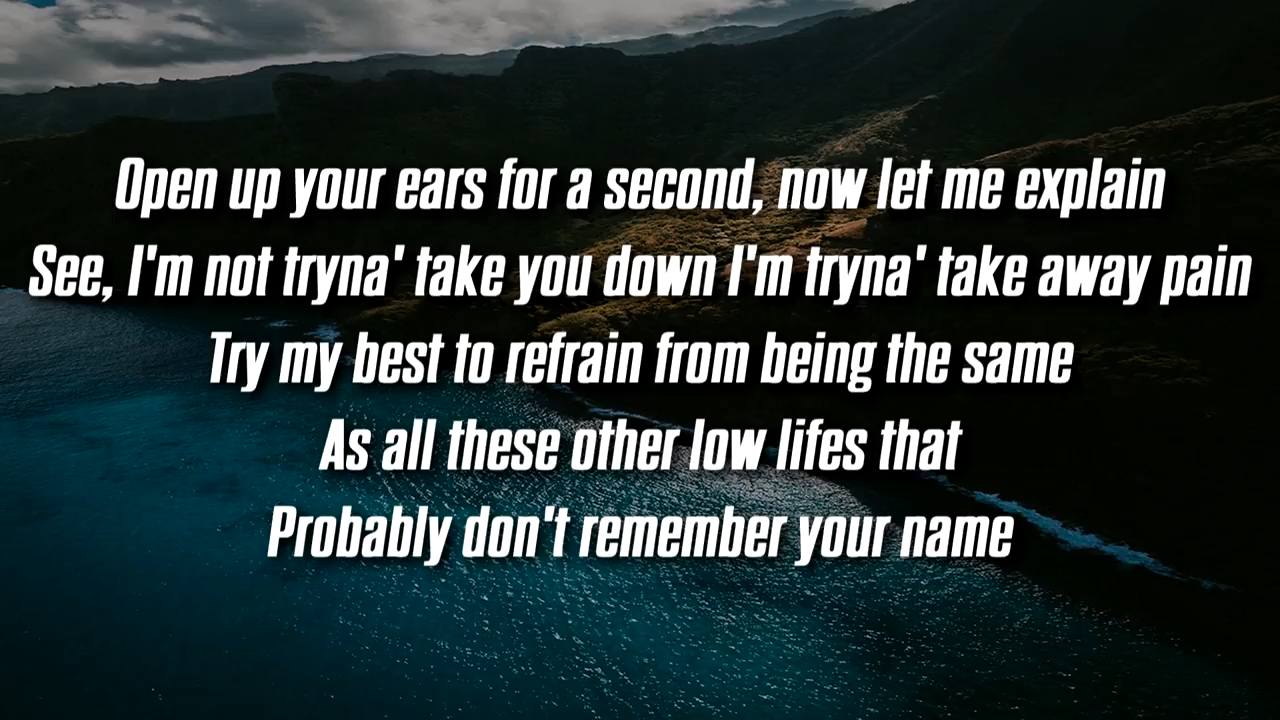 Open up your ears for a second, now let me explain
See, I'm not tryna' take you down I'm tryna' take away pain
Try my best to refrain from being the same
As all these other low lifes that
Probably don't remember your name